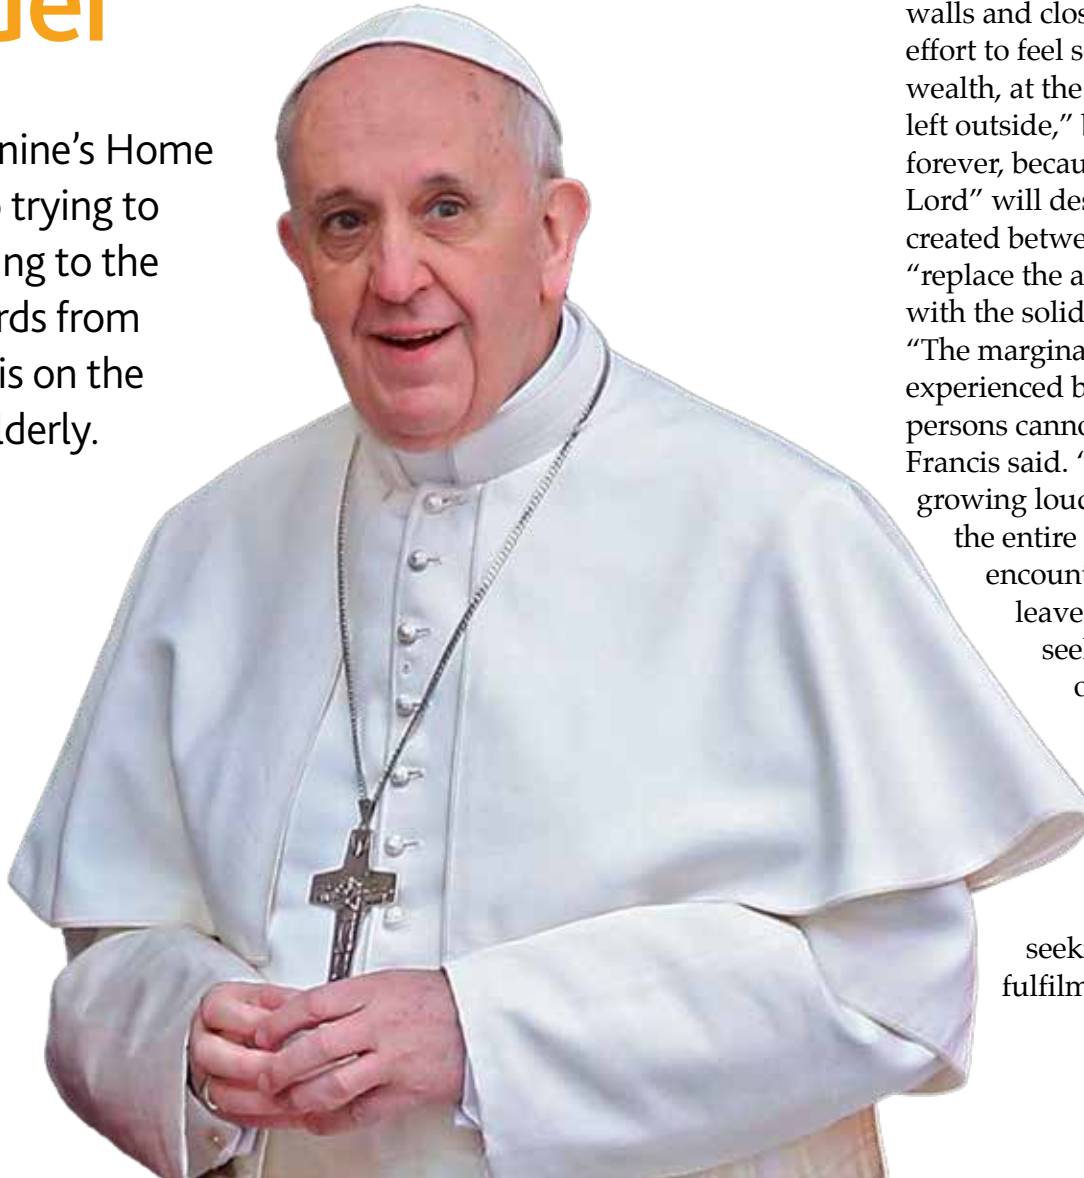 nine's Home
trying to
ng to the
rds from
is on the
lderly.
walls and clos
effort to feel s
wealth, at the
left outside,"
forever, becau
Lord" will des
created betwe
"replace the a
with the solid
"The margina
experienced b
persons canno
Francis said. '
growing loud
the entire
encount
leave
see
seek
fulfilm